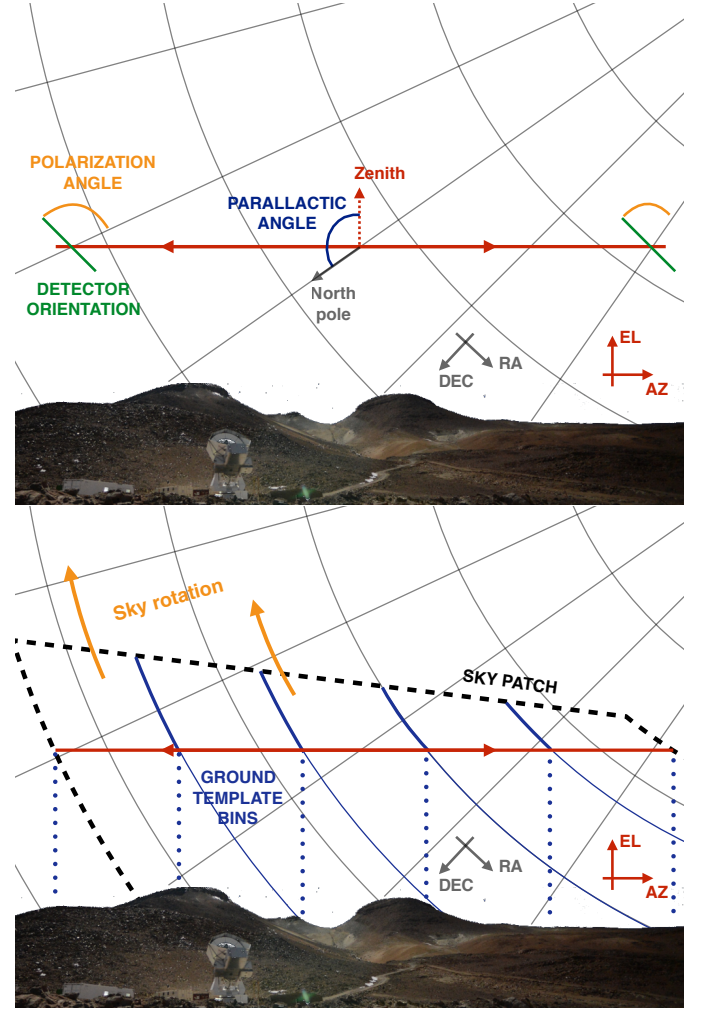 POLARIZATION
ANGLE
Zenith
PARALLACTIC
ANGLE
DETECTOR
ORIENTATION
North
pole
DEC
RA
EL
AZ
Sky rotation
SKY PATCH
GROUND
TEMPLATE
BINS
DEC
RA
EL
AZ